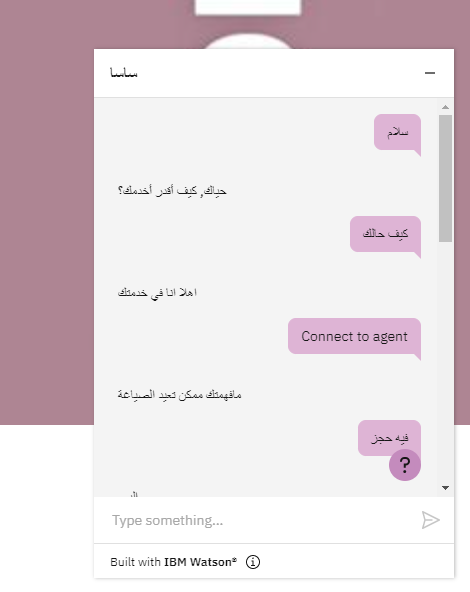 ساسا
سلام
حياك, كيف أقدر أخدمك؟
كيف حالك
اهلا انا في خدمتك
Connect to agent
مافهمتك ممكن تعيد الصياغة
فيه حجز
?
Type something...
Built with IBM Watson®